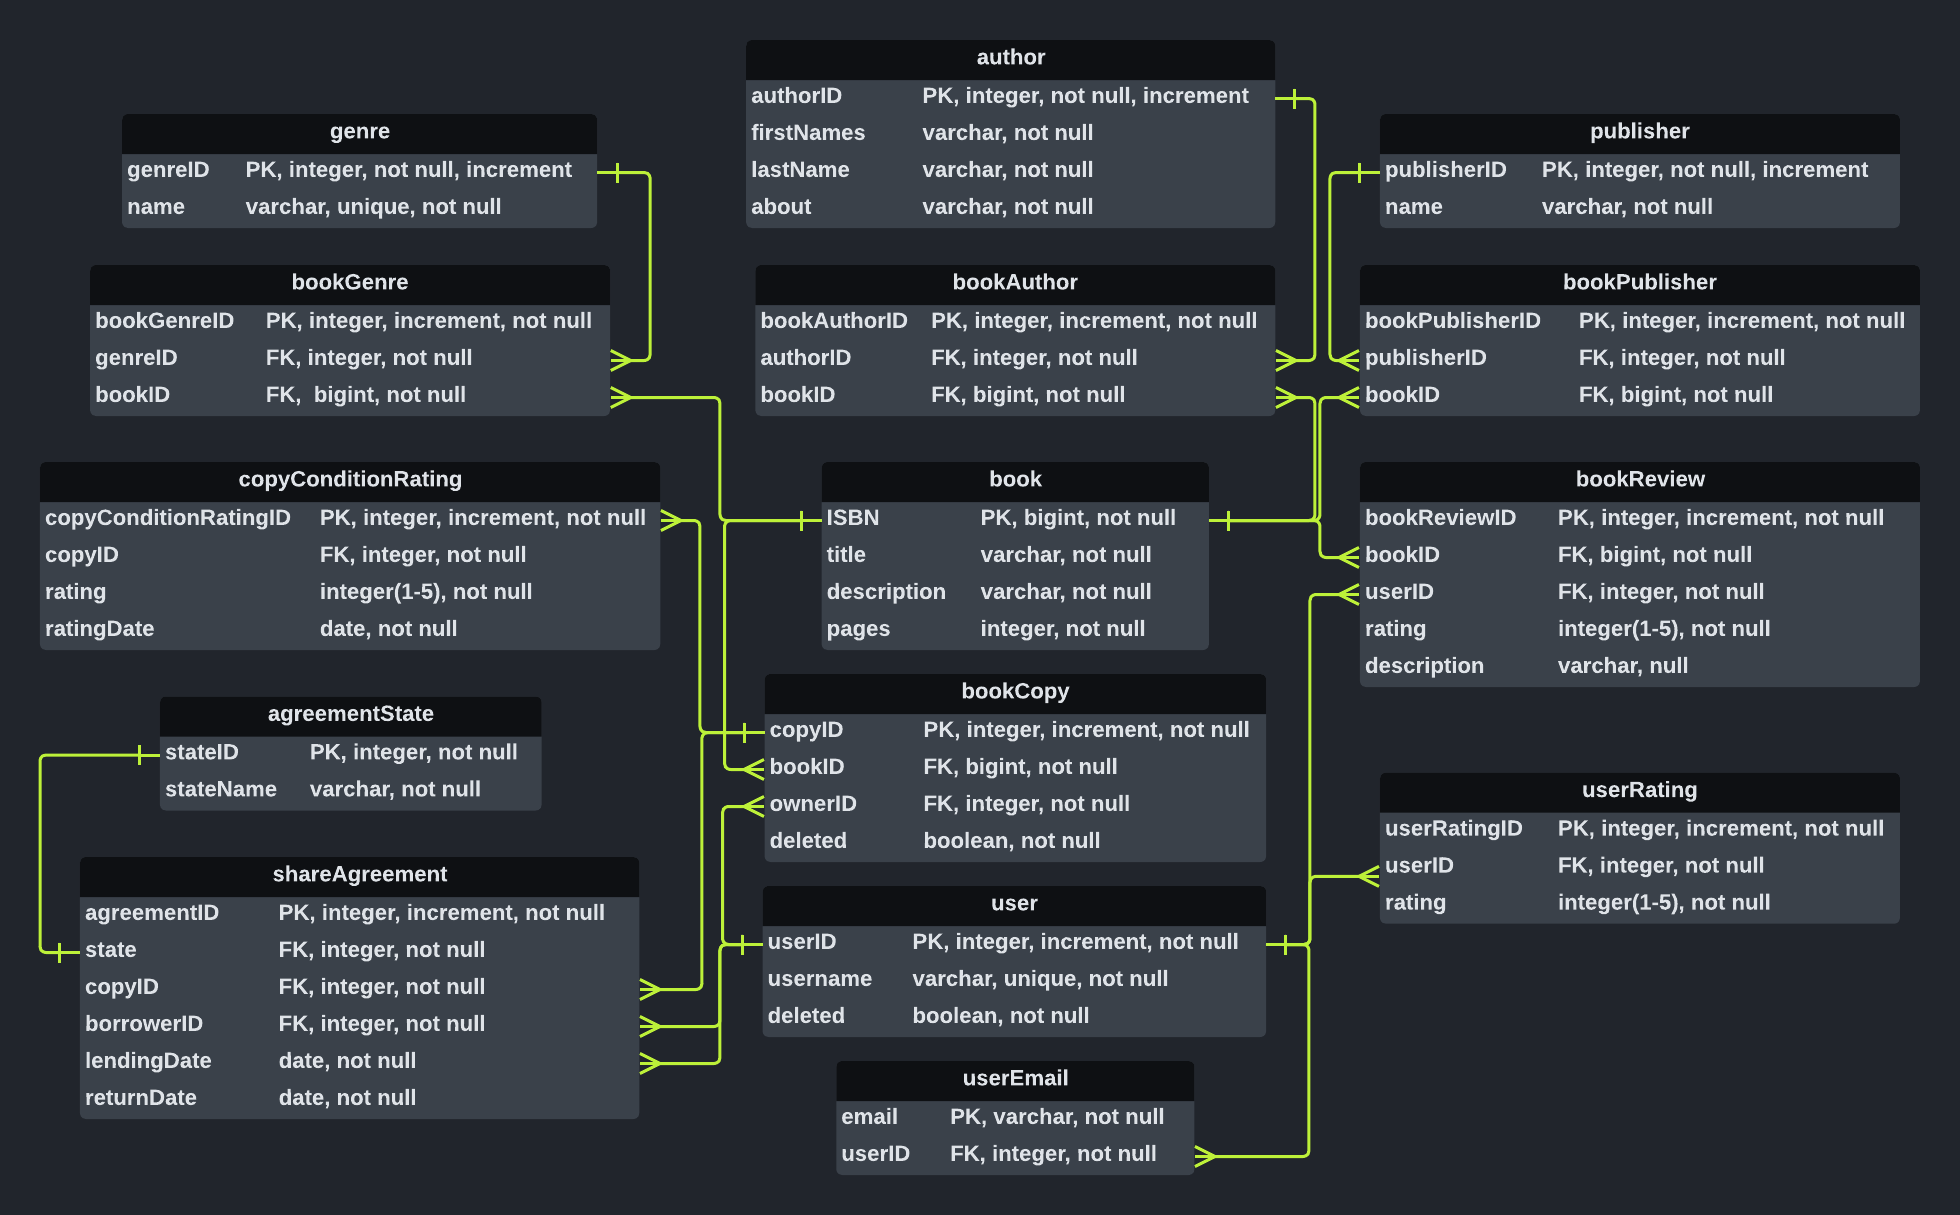 author
authorID PK, integer, not null, increment
firstNames varchar, not null
lastName varchar, not null
about varchar, not null
genre
genreID PK, integer, not null, increment
name varchar, unique, not null
publisher
publisherID PK, integer, not null, increment
name varchar, not null
bookGenre
bookGenreID PK, integer, increment, not null
genreID FK, integer, not null
bookID FK, bigint, not null
bookAuthor
bookAuthorID PK, integer, increment, not null
authorID FK, integer, not null
bookID FK, bigint, not null
bookPublisher
bookPublisherID PK, integer, increment, not null
publisherID FK, integer, not null
bookID FK, bigint, not null
copyConditionRating
copyConditionRatingID PK, integer, increment, not null
copyID FK, integer, not null
rating integer(1-5), not null
ratingDate date, not null
book
ISBN PK, bigint, not null
title varchar, not null
description varchar, not null
pages integer, not null
bookReview
bookReviewID PK, integer, increment, not null
bookID FK, bigint, not null
userID FK, integer, not null
rating integer(1-5), not null
description varchar, null
agreementState
stateID PK, integer, not null
stateName varchar, not null
bookCopy
copyID PK, integer, increment, not null
bookID FK, bigint, not null
ownerID FK, integer, not null
deleted boolean, not null
userRating
userRatingID PK, integer, increment, not null
userID FK, integer, not null
rating integer(1-5), not null
shareAgreement
agreementID PK, integer, increment, not null
state FK, integer, not null
copyID FK, integer, not null
borrowerID FK, integer, not null
lendingDate date, not null
returnDate date, not null
user
userID PK, integer, increment, not null
username varchar, unique, not null
deleted boolean, not null
userEmail
email PK, varchar, not null
userID FK, integer, not null